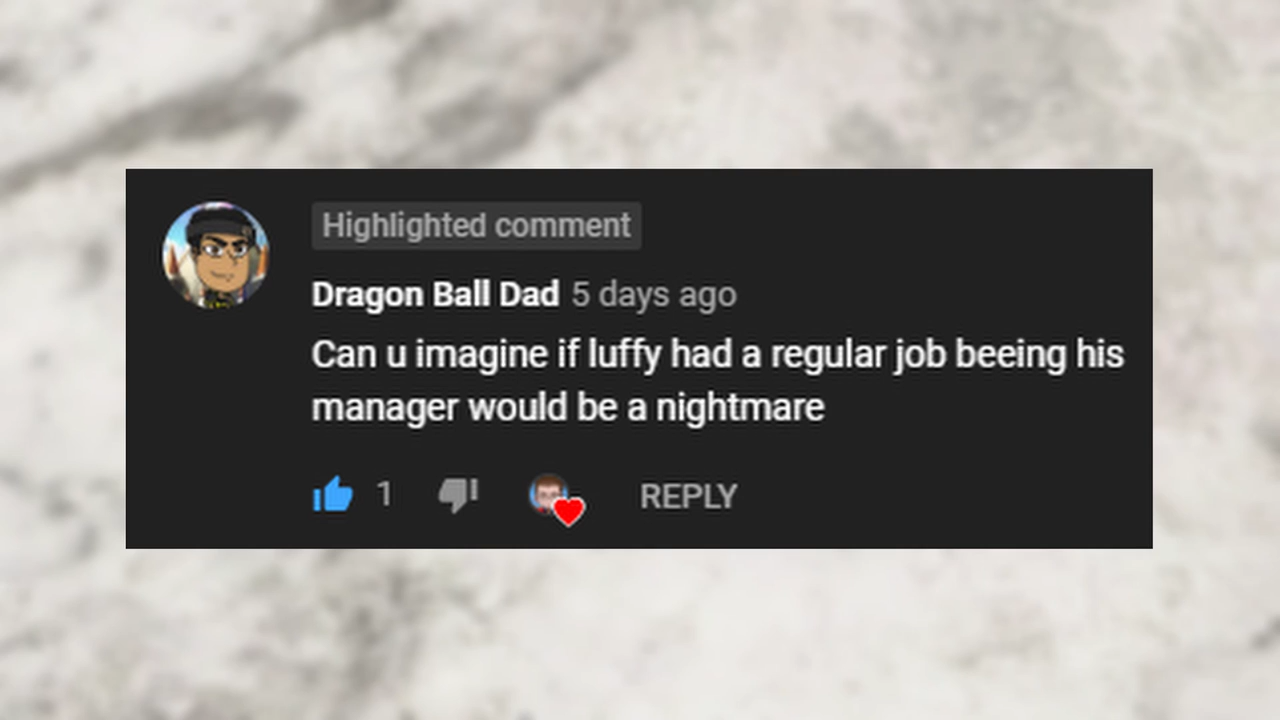 Highlighted comment
Dragon Ball Dad 5 days ago
Can u imagine if luffy had a regular job beeing his
manager would be a nightmare
1 REPLY